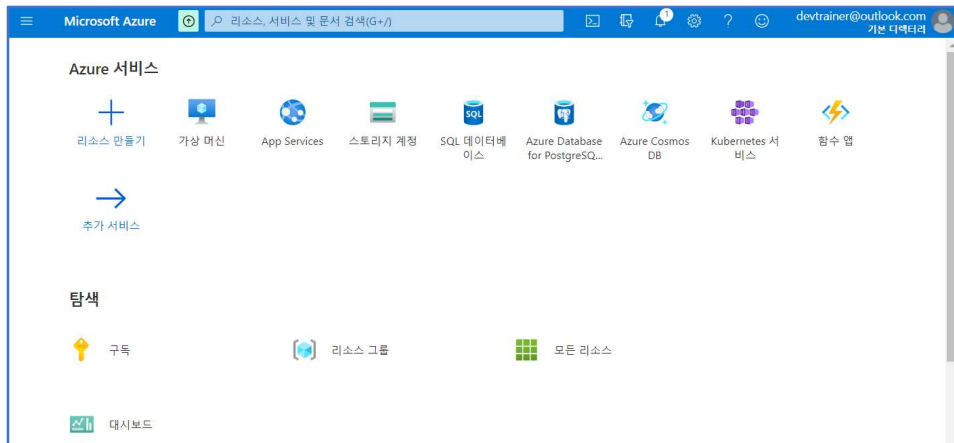 Microsoft Azure
리소스, 서비스 및 문서 검색(G+/)
1
devtrainer@outlook.com
기본 디렉터리
Azure 서비스
리소스 만들기
가상 머신
App Services
스토리지 계정
SQL
SQL 데이터베
이스
Azure Database
for PostgreSQ...
Azure Cosmos
DB
Kubernetes 서
비스
함수 앱
추가 서비스
탐색
구독
리소스 그룹
모든 리소스
대시보드